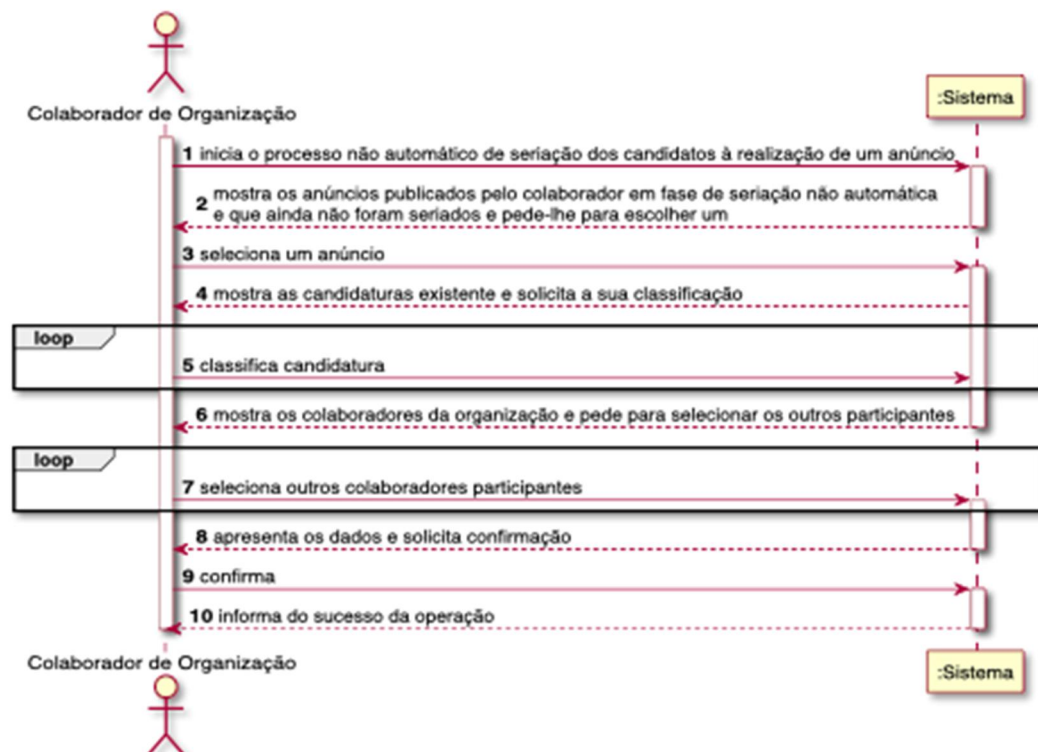 Colaborador de Organização
:Sistema
1 inicia o processo não automático de seriação dos candidatos à realização de um anúncio
2 mostra os anúncios publicados pelo colaborador em fase de seriação não automática
e que ainda não foram seriados e pede-lhe para escolher um
3 seleciona um anúncio
4 mostra as candidaturas existente e solicita a sua classificação
loop
5 classifica candidatura
6 mostra os colaboradores da organização e pede para selecionar os outros participantes
loop
7 seleciona outros colaboradores participantes
8 apresenta os dados e solicita confirmação
9 confirma
10 informa do sucesso da operação
Colaborador de Organização
:Sistema